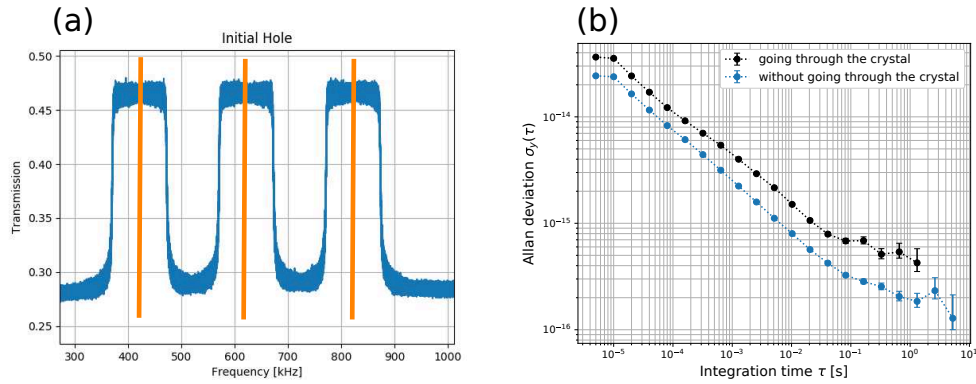 (a)
Initial Hole
0.50
0.45
0.40
0.35
0.30
0.25
Transmission
300 400 500 600 700 800 900 1000
Frequency [kHz]
(b)
going through the crystal
without going through the crystal
10⁻¹⁴
10⁻¹⁵
10⁻¹⁶
Allan deviation σy(τ)
10⁻⁵ 10⁻⁴ 10⁻³ 10⁻² 10⁻¹ 10⁰ 10¹
Integration time τ [s]